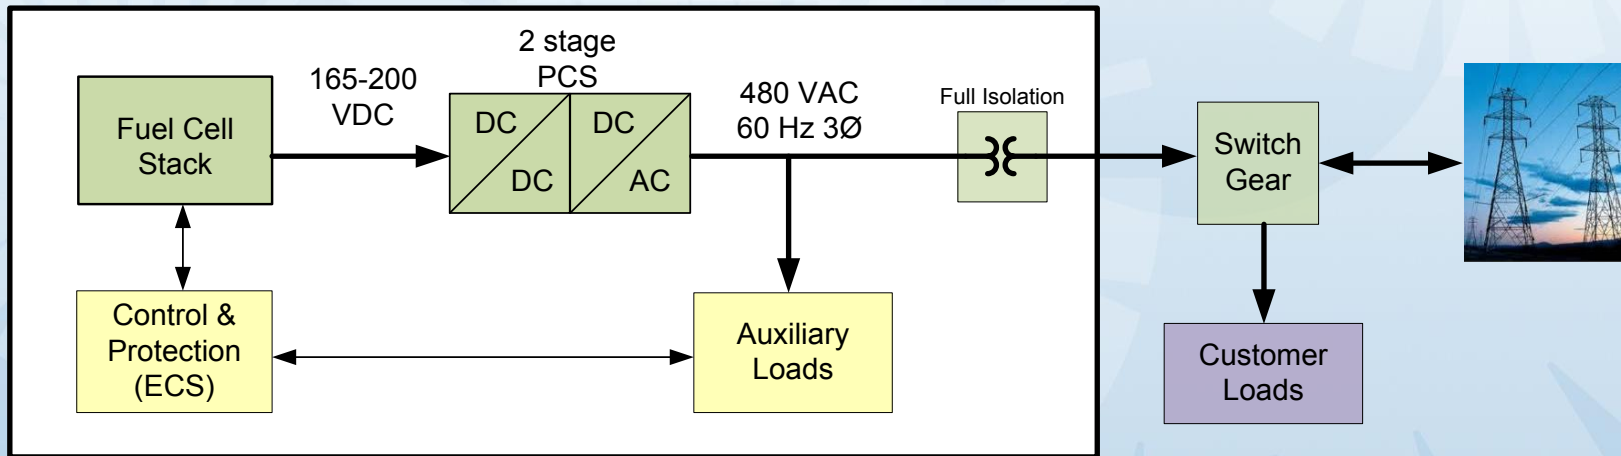 Fuel Cell
Stack
165-200
VDC
2 stage
PCS
DC
DC
DC
AC
480 VAC
60 Hz 3Ø
Full Isolation
Switch
Gear
Control &
Protection
(ECS)
Auxiliary
Loads
Customer
Loads